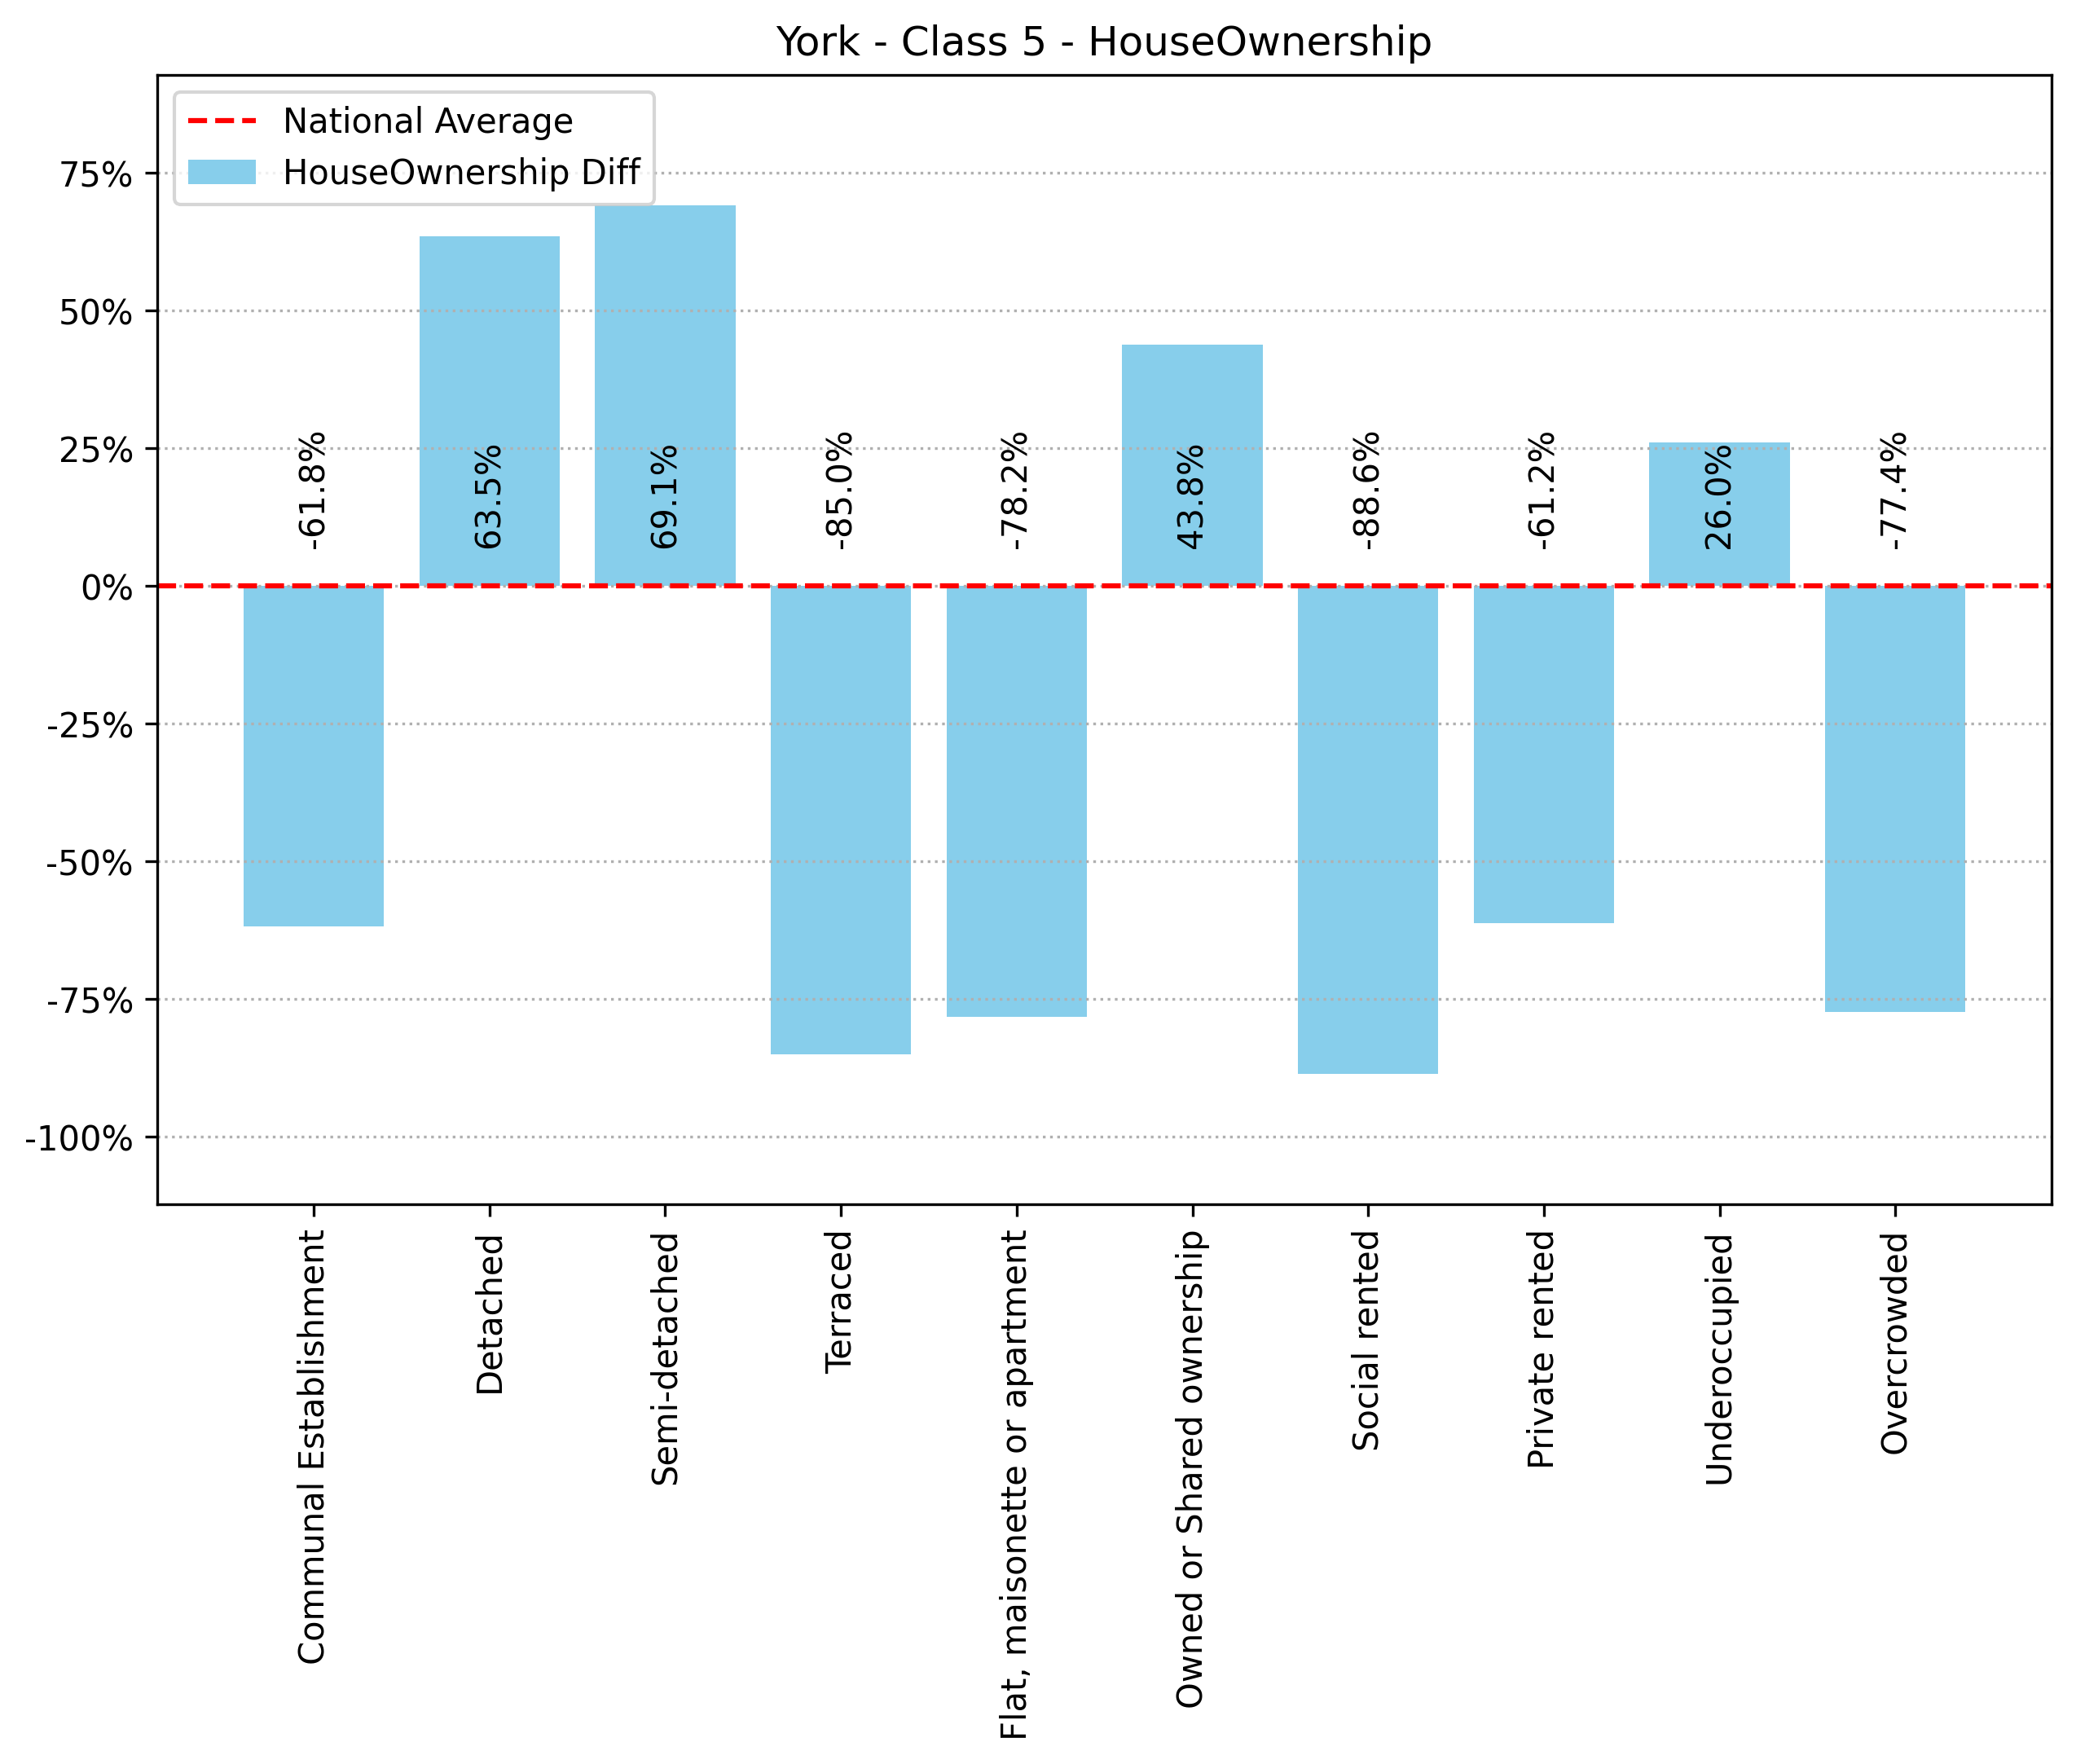 York - Class 5 - HouseOwnership
National Average
HouseOwnership Diff
75%
50%
25%
0%
-25%
-50%
-75%
-100%
-61.8%
63.5%
69.1%
-85.0%
-78.2%
43.8%
-88.6%
-61.2%
26.0%
-77.4%
Communal Establishment
Detached
Semi-detached
Terraced
Flat, maisonette or apartment
Owned or Shared ownership
Social rented
Private rented
Underoccupied
Overcrowded